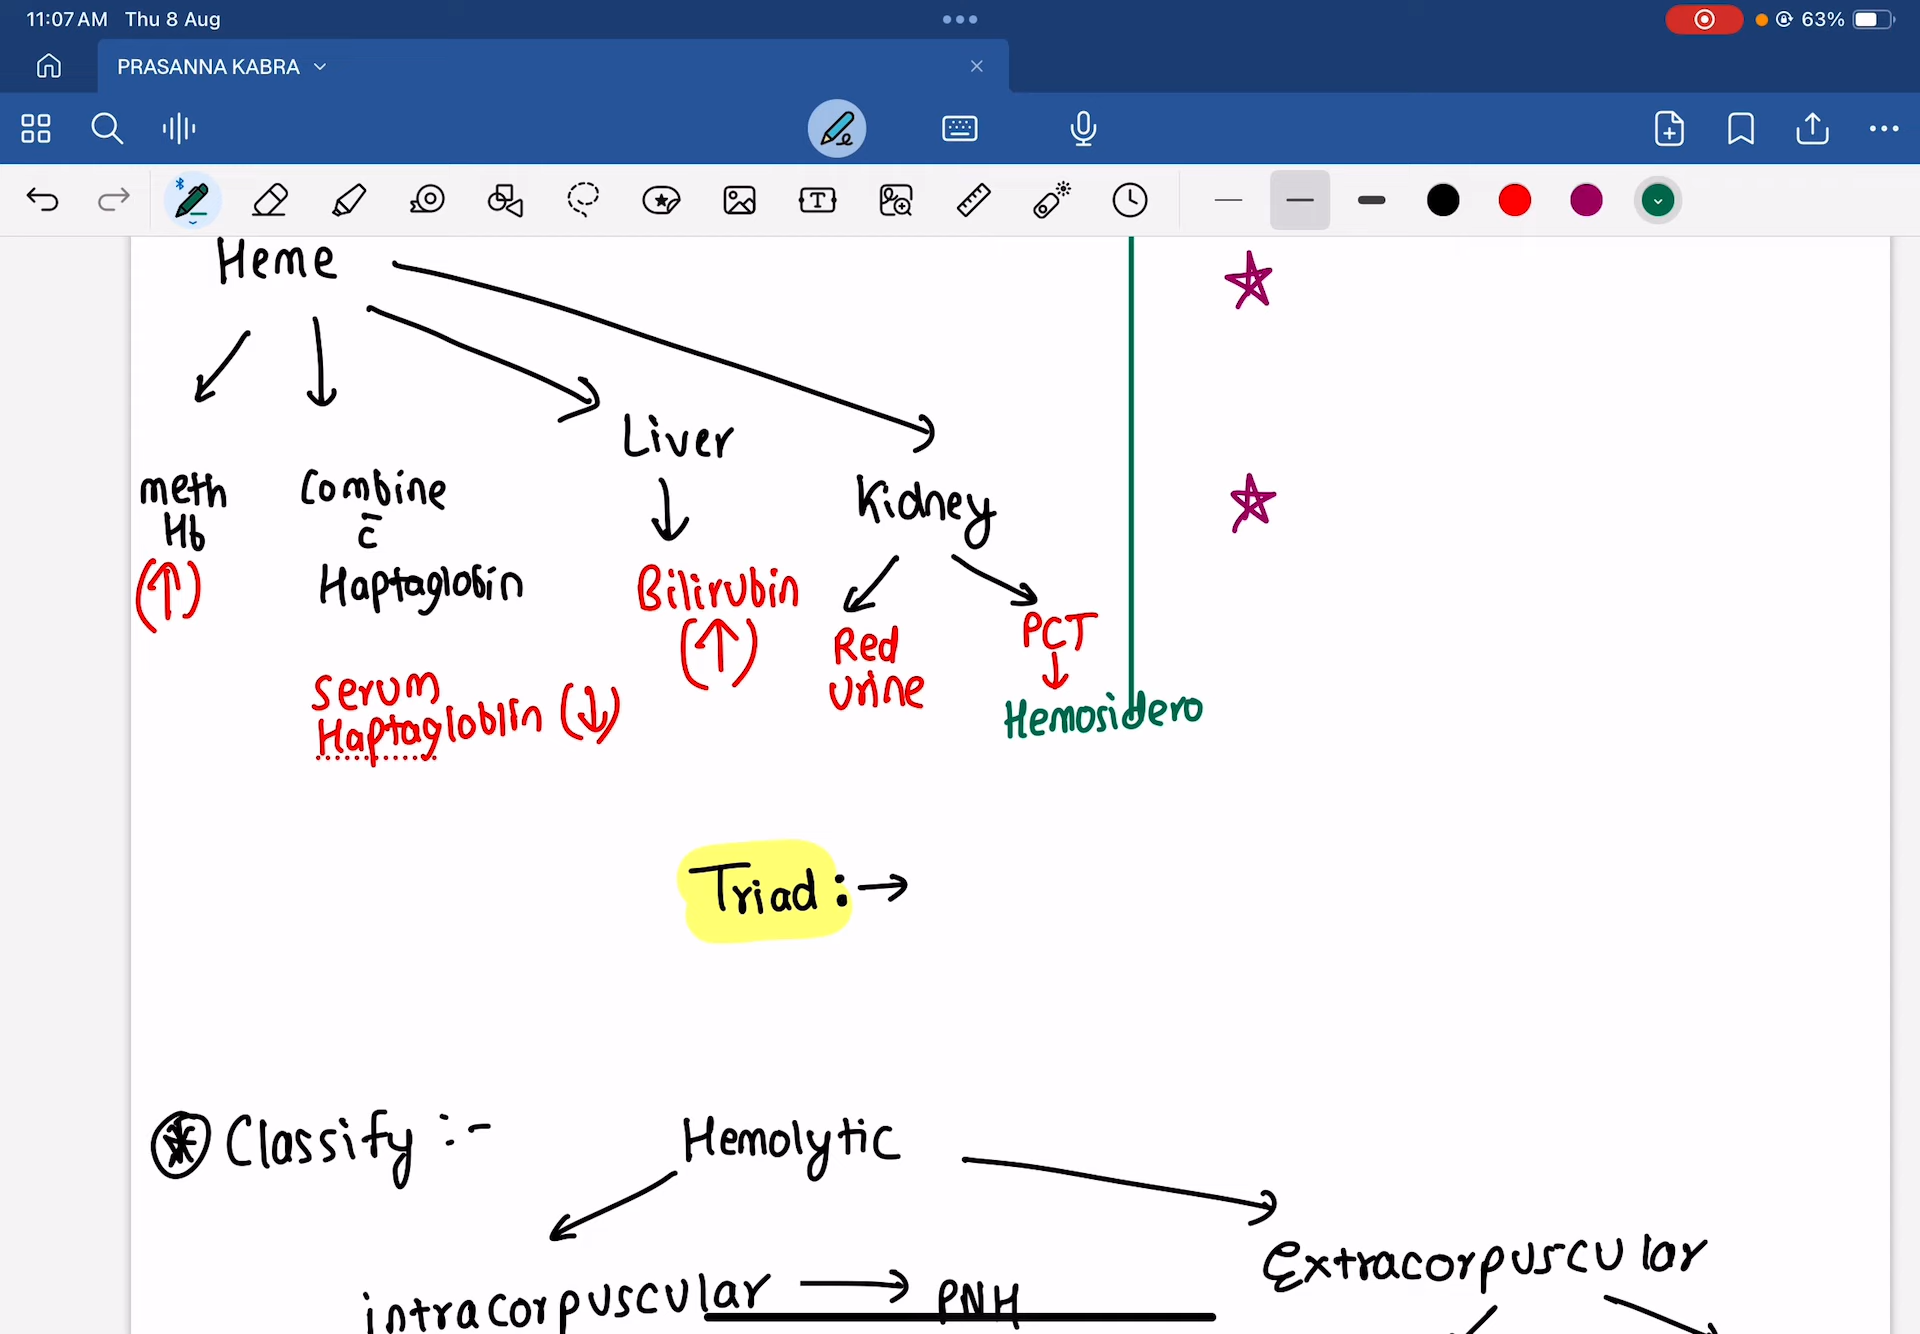 11:07 AM Thu 8 Aug
63%
PRASANNA KABRA
Heme
Liver
Kidney
meth
Hb
(↑)
Combine
c̄
Haptaglobin
Bilirubin
(↑)
Red
urine
PCT
↓
Hemosidero
Serum
Haptagloblin (↓)
Triad :→
* Classify :-
Hemolytic
Extracorpuscular
intracorpuscular → PNH